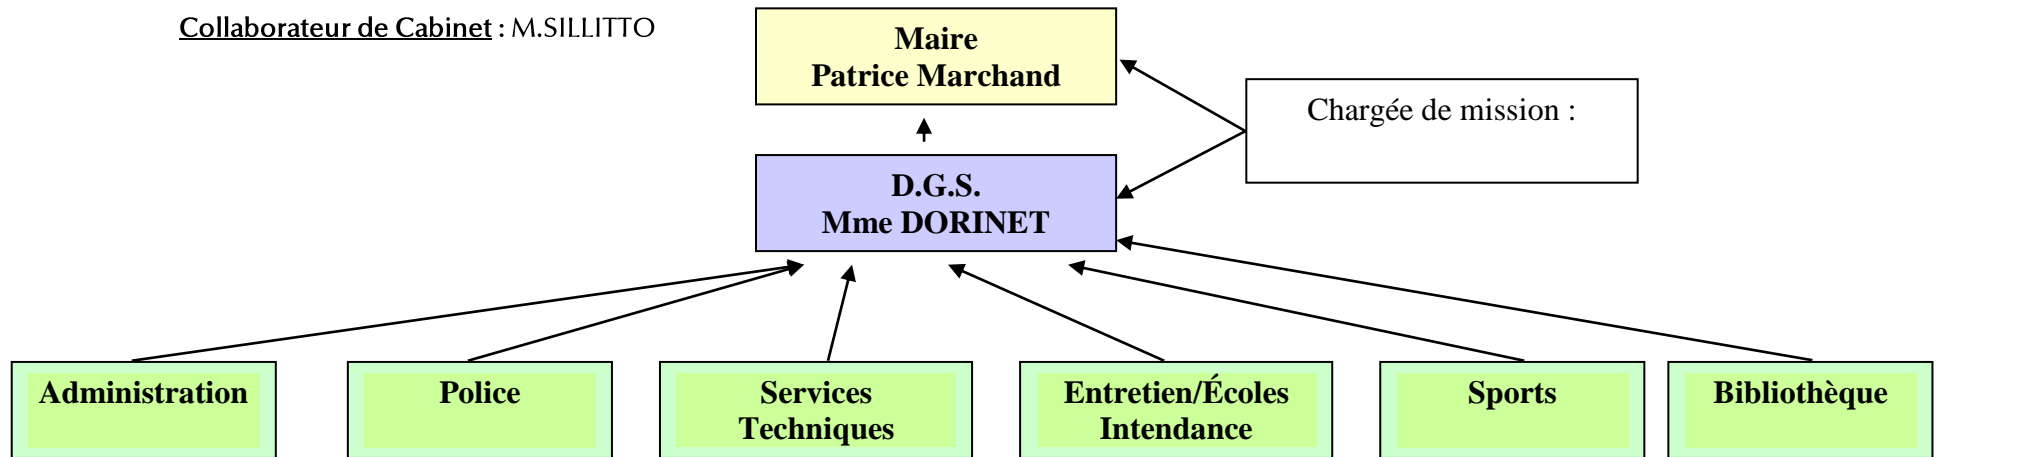 Collaborateur de Cabinet : M.SILLITTO
Maire
Patrice Marchand
Chargée de mission :
D.G.S.
Mme DORINET
Administration
Police
Services
Techniques
Entretien/Écoles
Intendance
Sports
Bibliothèque